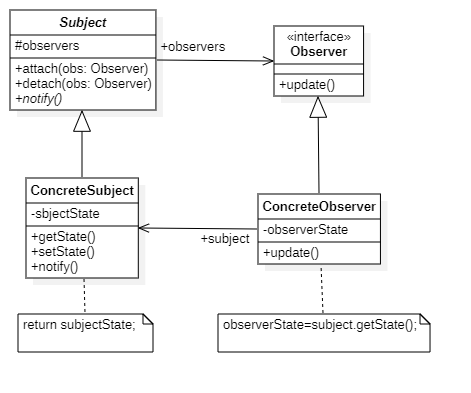 Subject
#observers
+attach(obs: Observer)
+detach(obs: Observer)
+notify()
+observers
«interface»
Observer
+update()
ConcreteSubject
-sbjectState
+getState()
+setState()
+notify()
+subject
ConcreteObserver
-observerState
+update()
return subjectState;
observerState=subject.getState();